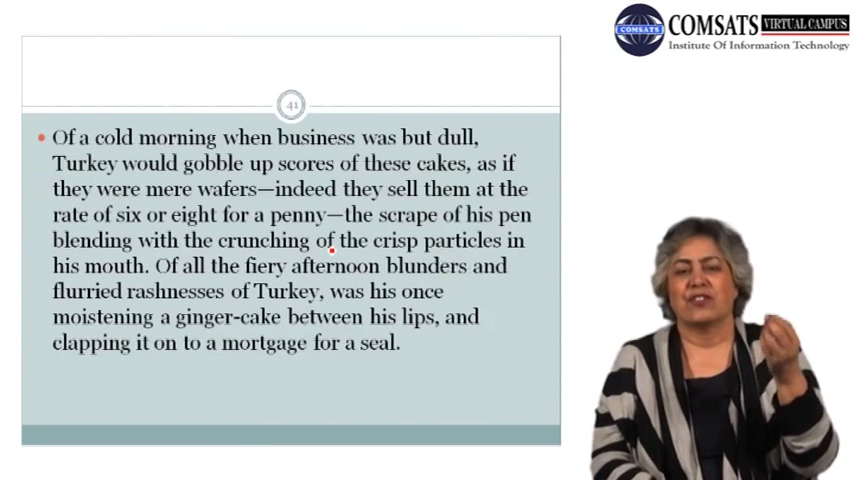 COMSATS
COMSATS VIRTUAL CAMPUS
Institute Of Information Technology
41
Of a cold morning when business was but dull,
Turkey would gobble up scores of these cakes, as if
they were mere wafers—indeed they sell them at the
rate of six or eight for a penny—the scrape of his pen
blending with the crunching of the crisp particles in
his mouth. Of all the fiery afternoon blunders and
flurried rashnesses of Turkey, was his once
moistening a ginger-cake between his lips, and
clapping it on to a mortgage for a seal.